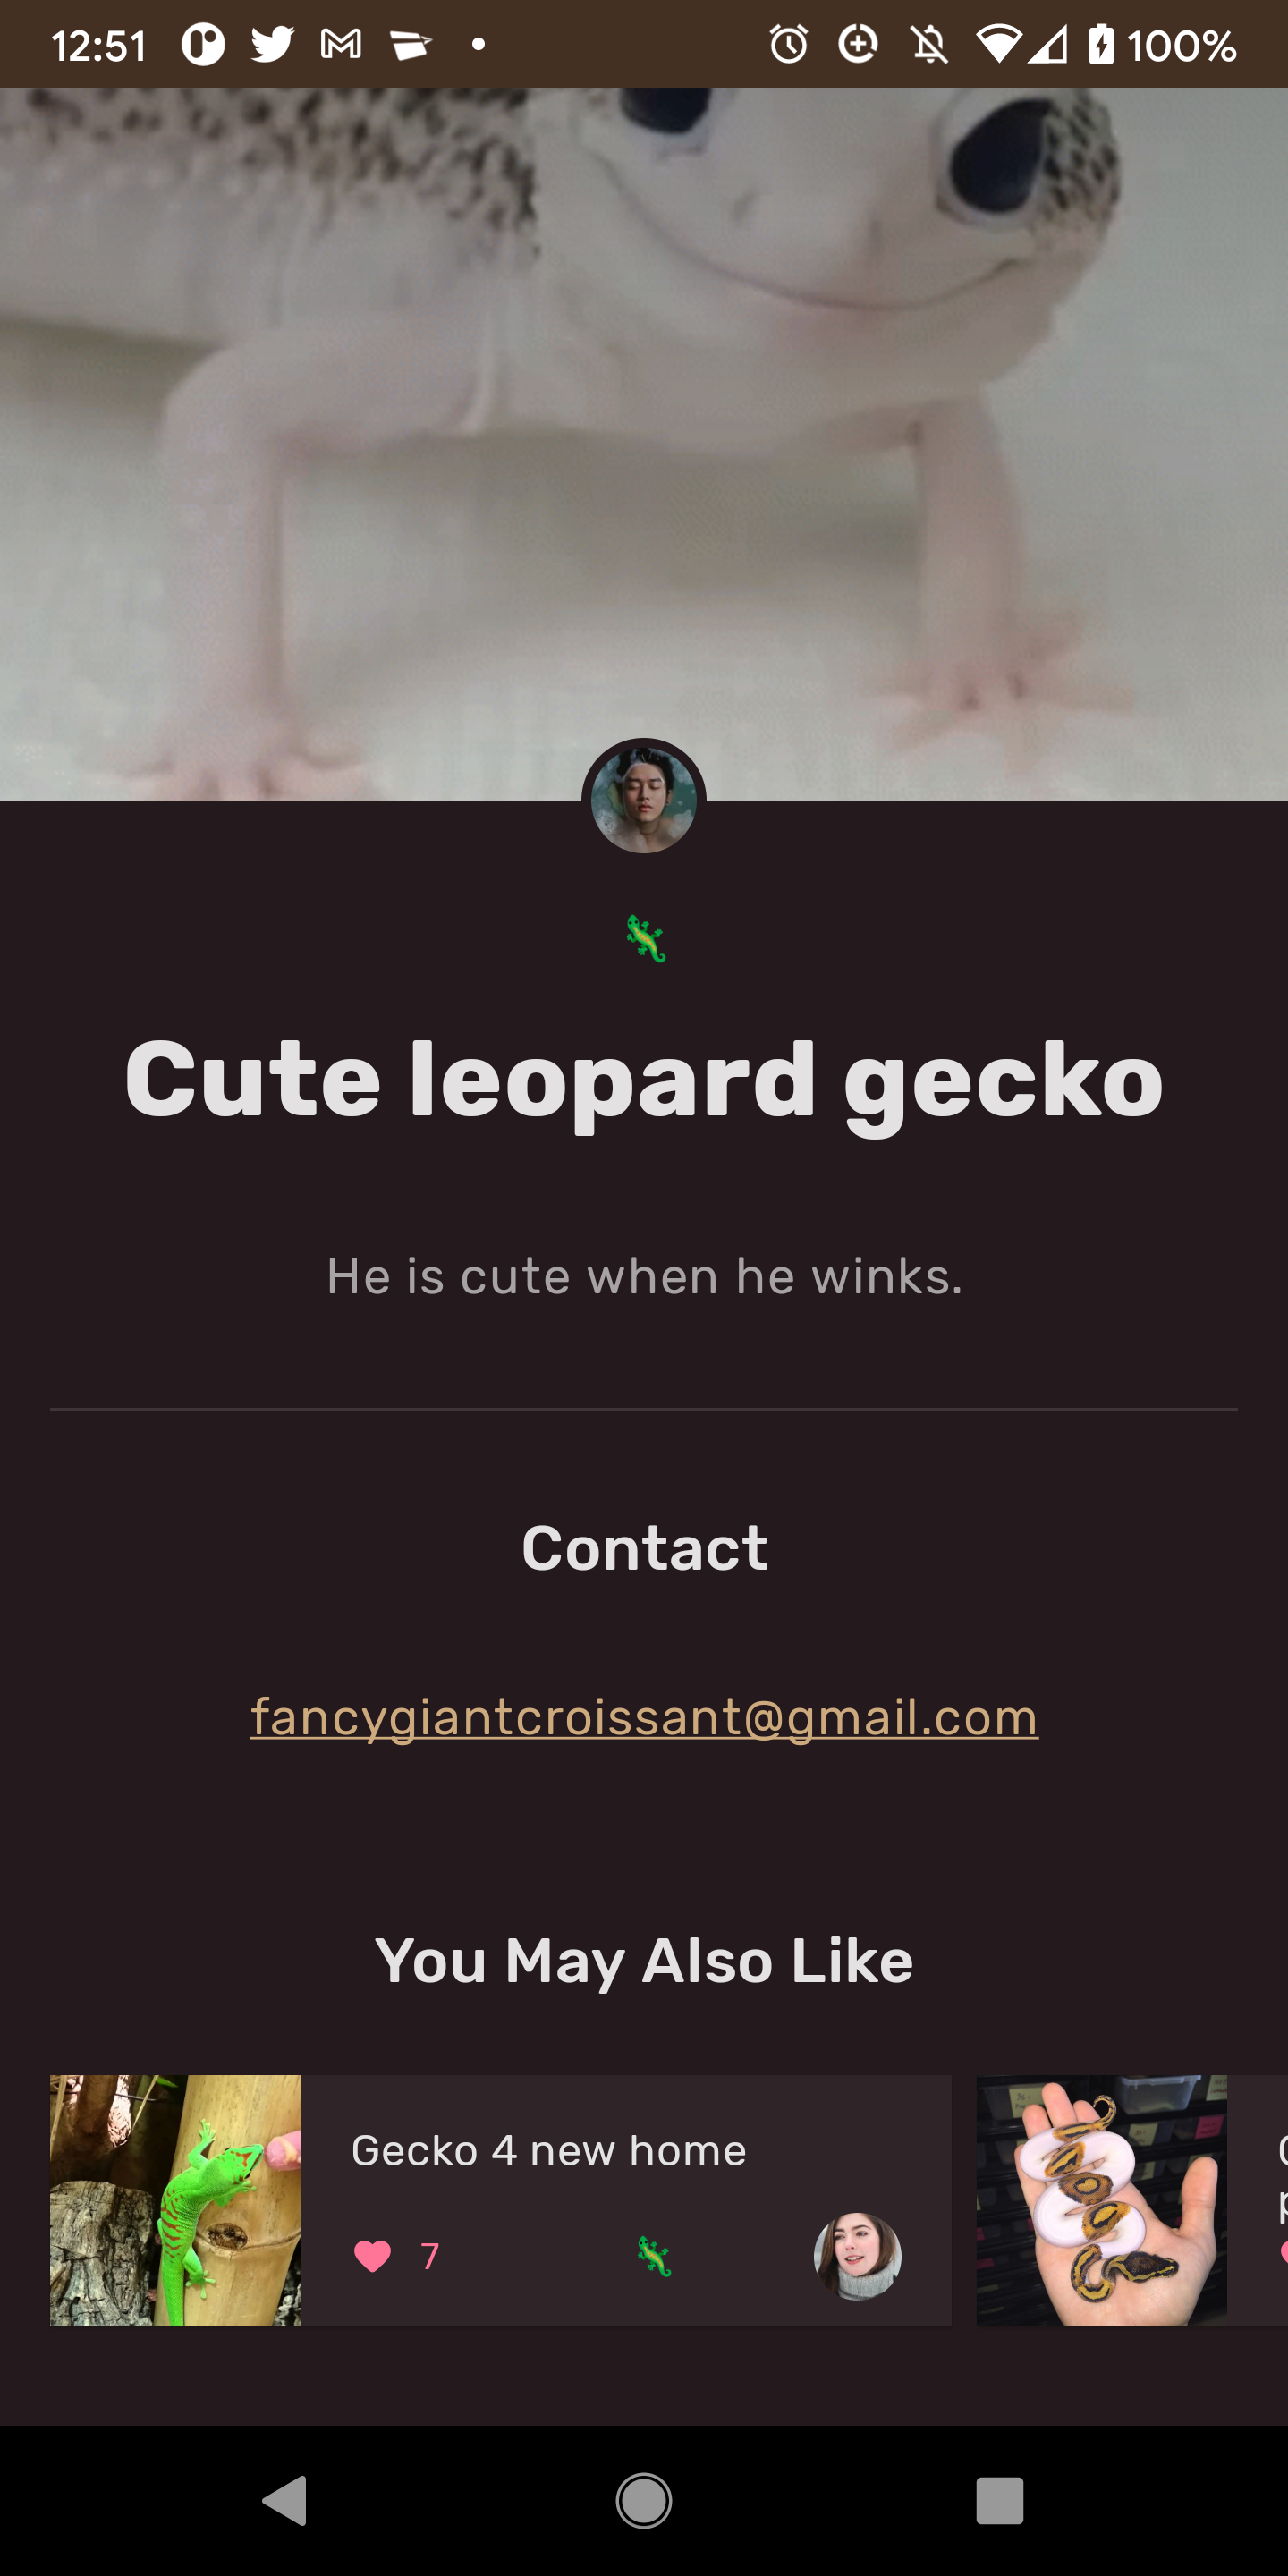 12:51
100%
Cute leopard gecko
He is cute when he winks.
Contact
fancygiantcroissant@gmail.com
You May Also Like
Gecko 4 new home
7